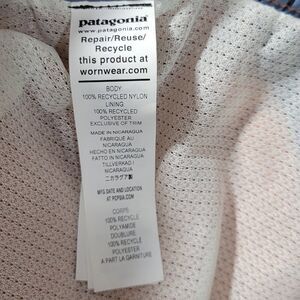 patagonia®
www.patagonia.com
Repair/Reuse/
Recycle
this product at
wornwear.com
BODY
100% RECYCLED NYLON
LINING
100% RECYCLED
POLYESTER
EXCLUSIVE OF TRIM
MADE IN NICARAGUA
FABRIQUÉ AU
NICARAGUA
HECHO EN NICARAGUA
FATTO IN NICARAGUA
TILLVERKAD I
NICARAGUA
ニカラグア製
MFG DATE AND LOCATION
AT PCPSIA.COM
CORPS
100% RECYCLE
POLYAMIDE
DOUBLURE
100% RECYCLE
POLYESTER
A PART LA GARNITURE